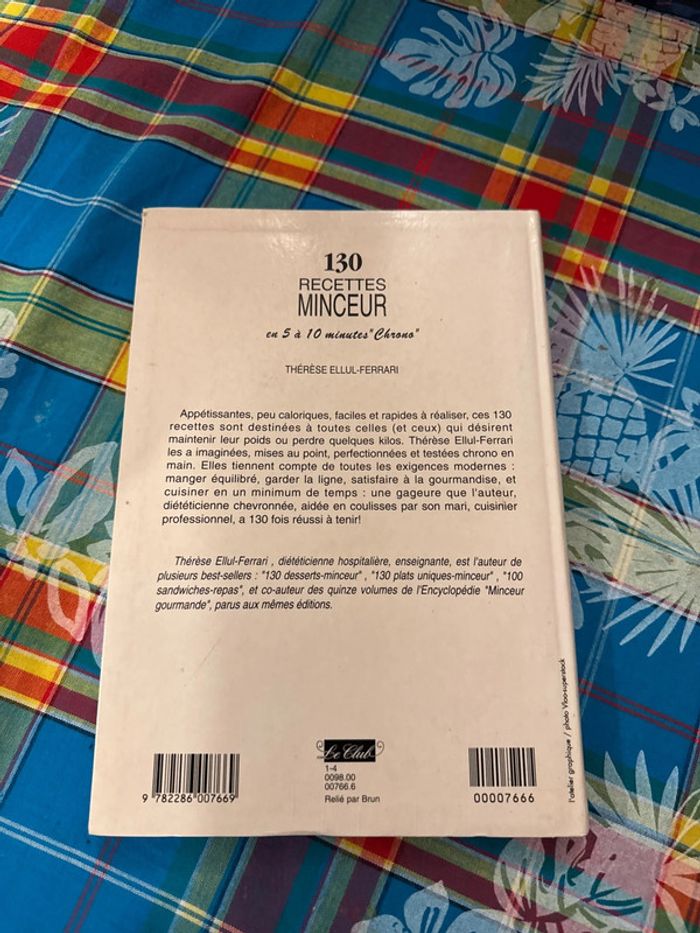 130
RECETTES
MINCEUR
en 5 à 10 minutes "Chrono"
THÉRÈSE ELLUL-FERRARI
Appétissantes, peu caloriques, faciles et rapides à réaliser, ces 130
recettes sont destinées à toutes celles (et ceux) qui désirent
maintenir leur poids ou perdre quelques kilos. Thérèse Ellul-Ferrari
les a imaginées, mises au point, perfectionnées et testées chrono en
main. Elles tiennent compte de toutes les exigences modernes :
manger équilibré, garder la ligne, satisfaire à la gourmandise, et
cuisiner en un minimum de temps : une gageure que l'auteur,
diététicienne chevronnée, aidée en coulisses par son mari, cuisinier
professionnel, a 130 fois réussi à tenir!
Thérèse Ellul-Ferrari , diététicienne hospitalière, enseignante, est l'auteur de
plusieurs best-sellers : "130 desserts-minceur" , "130 plats uniques-minceur" , "100
sandwiches-repas", et co-auteur des quinze volumes de l'Encyclopédie "Minceur
gourmande", parus aux mêmes éditions.
Le Club
1-4
0098.00
00766.6
Relié par Brun
9 782286 007669
00007666
l'atelier graphique / photo Vloo-superstock